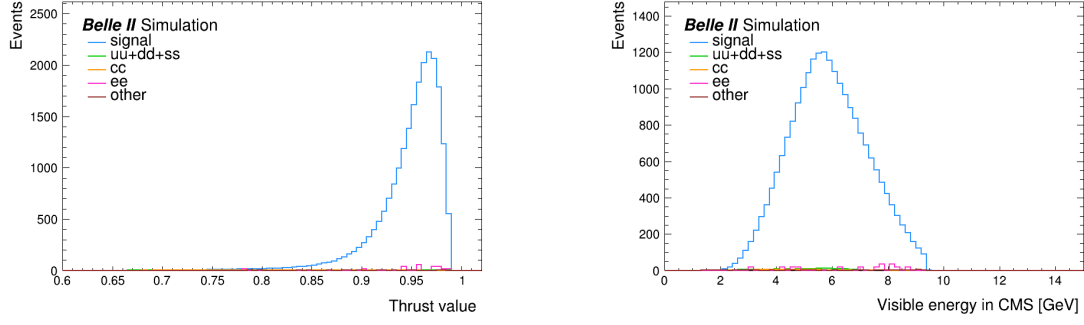 Events
2500
2000
1500
1000
500
0
Belle II Simulation
signal
uu+dd+ss
cc
ee
other
0.6 0.65 0.7 0.75 0.8 0.85 0.9 0.95 1
Thrust value
Events
1400
1200
1000
800
600
400
200
0
Belle II Simulation
signal
uu+dd+ss
cc
ee
other
0 2 4 6 8 10 12 14
Visible energy in CMS [GeV]